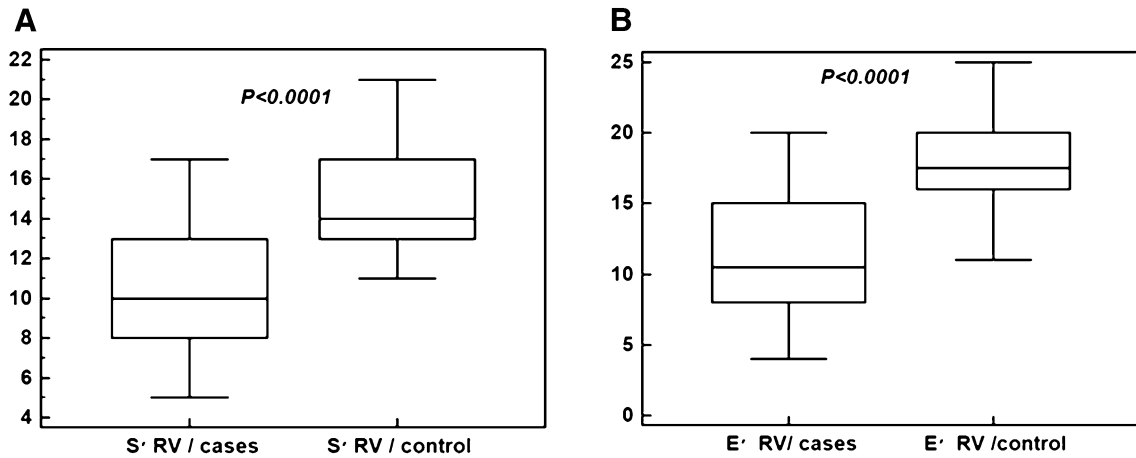 A
22
20
18
16
14
12
10
8
6
4
P<0.0001
S′ RV / cases
S′ RV / control
B
25
20
15
10
5
0
P<0.0001
E′ RV/ cases
E′ RV /control